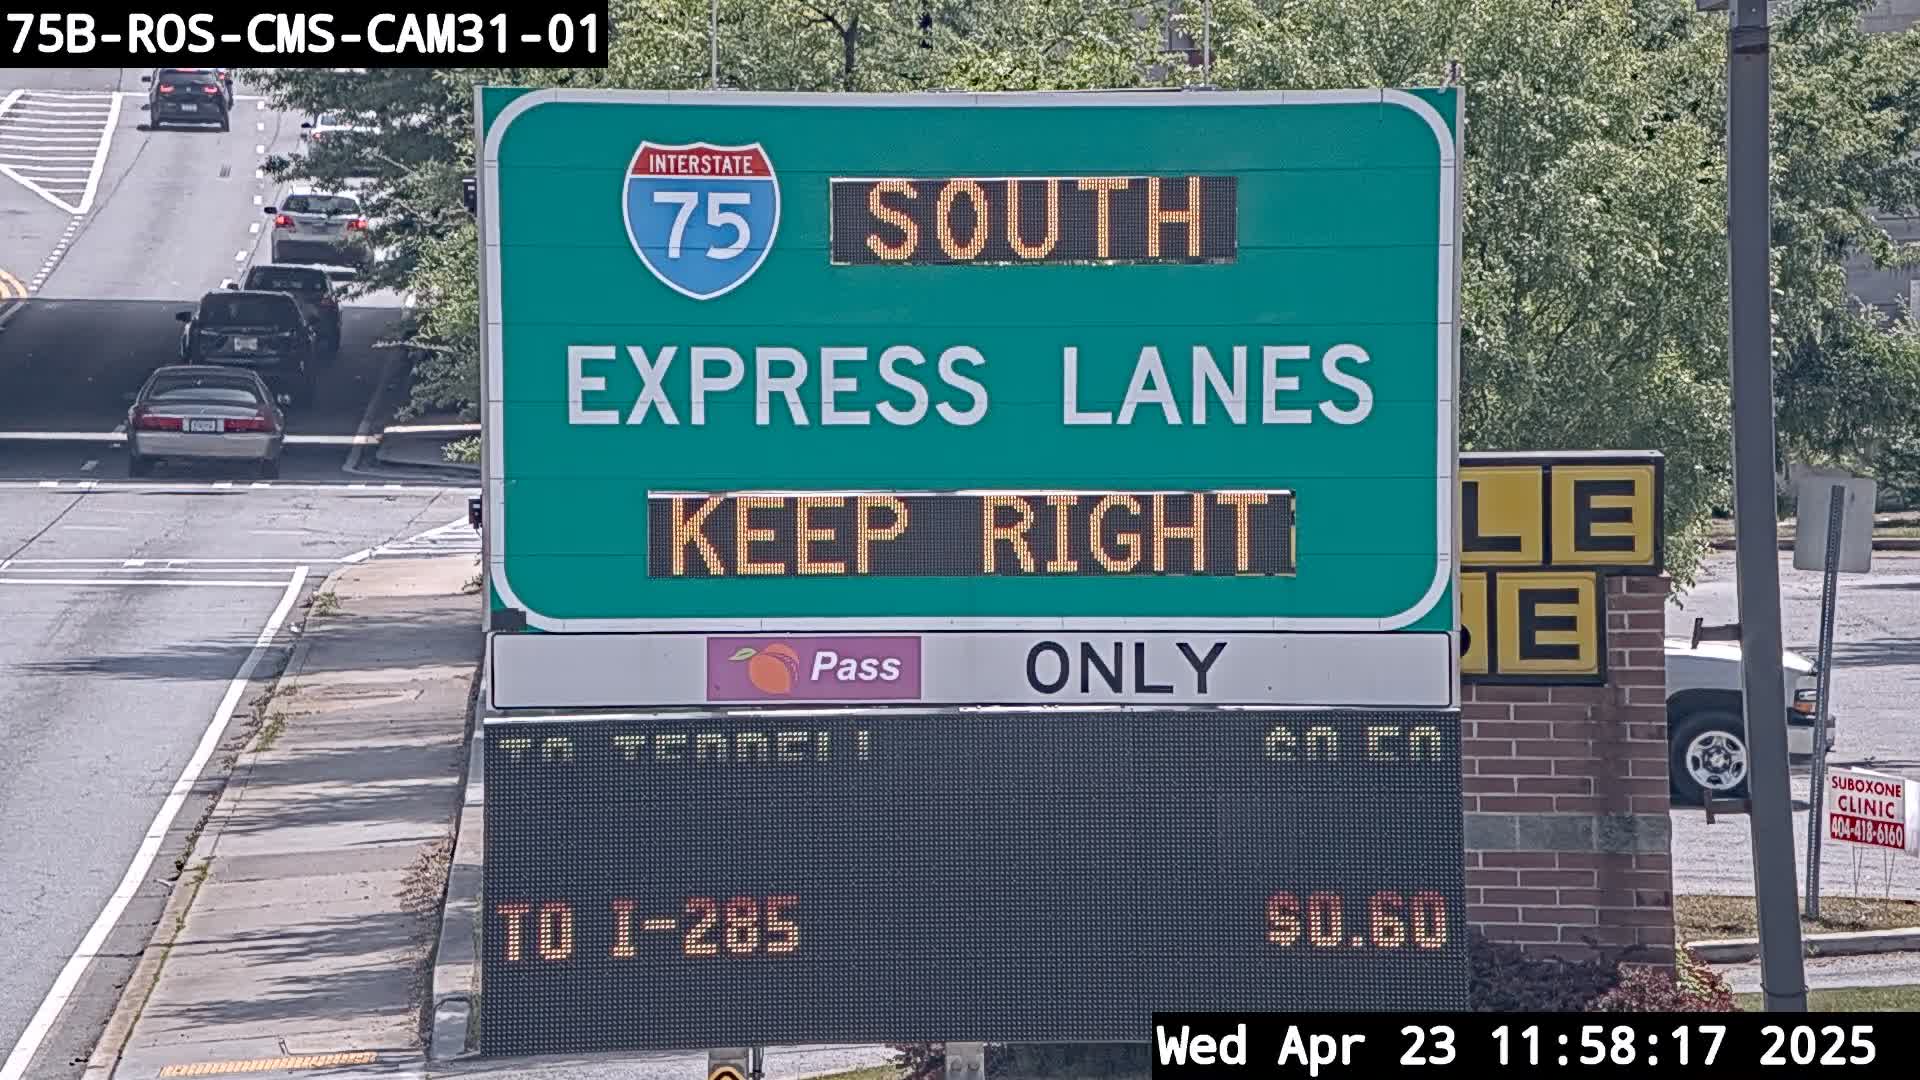 75B-ROS-CMS-CAM31-01
INTERSTATE
75
SOUTH
EXPRESS LANES
KEEP RIGHT
Pass
ONLY
TO I-285 $0.60
LE
E
SUBOXONE
CLINIC
404-418-6160
Wed Apr 23 11:58:17 2025